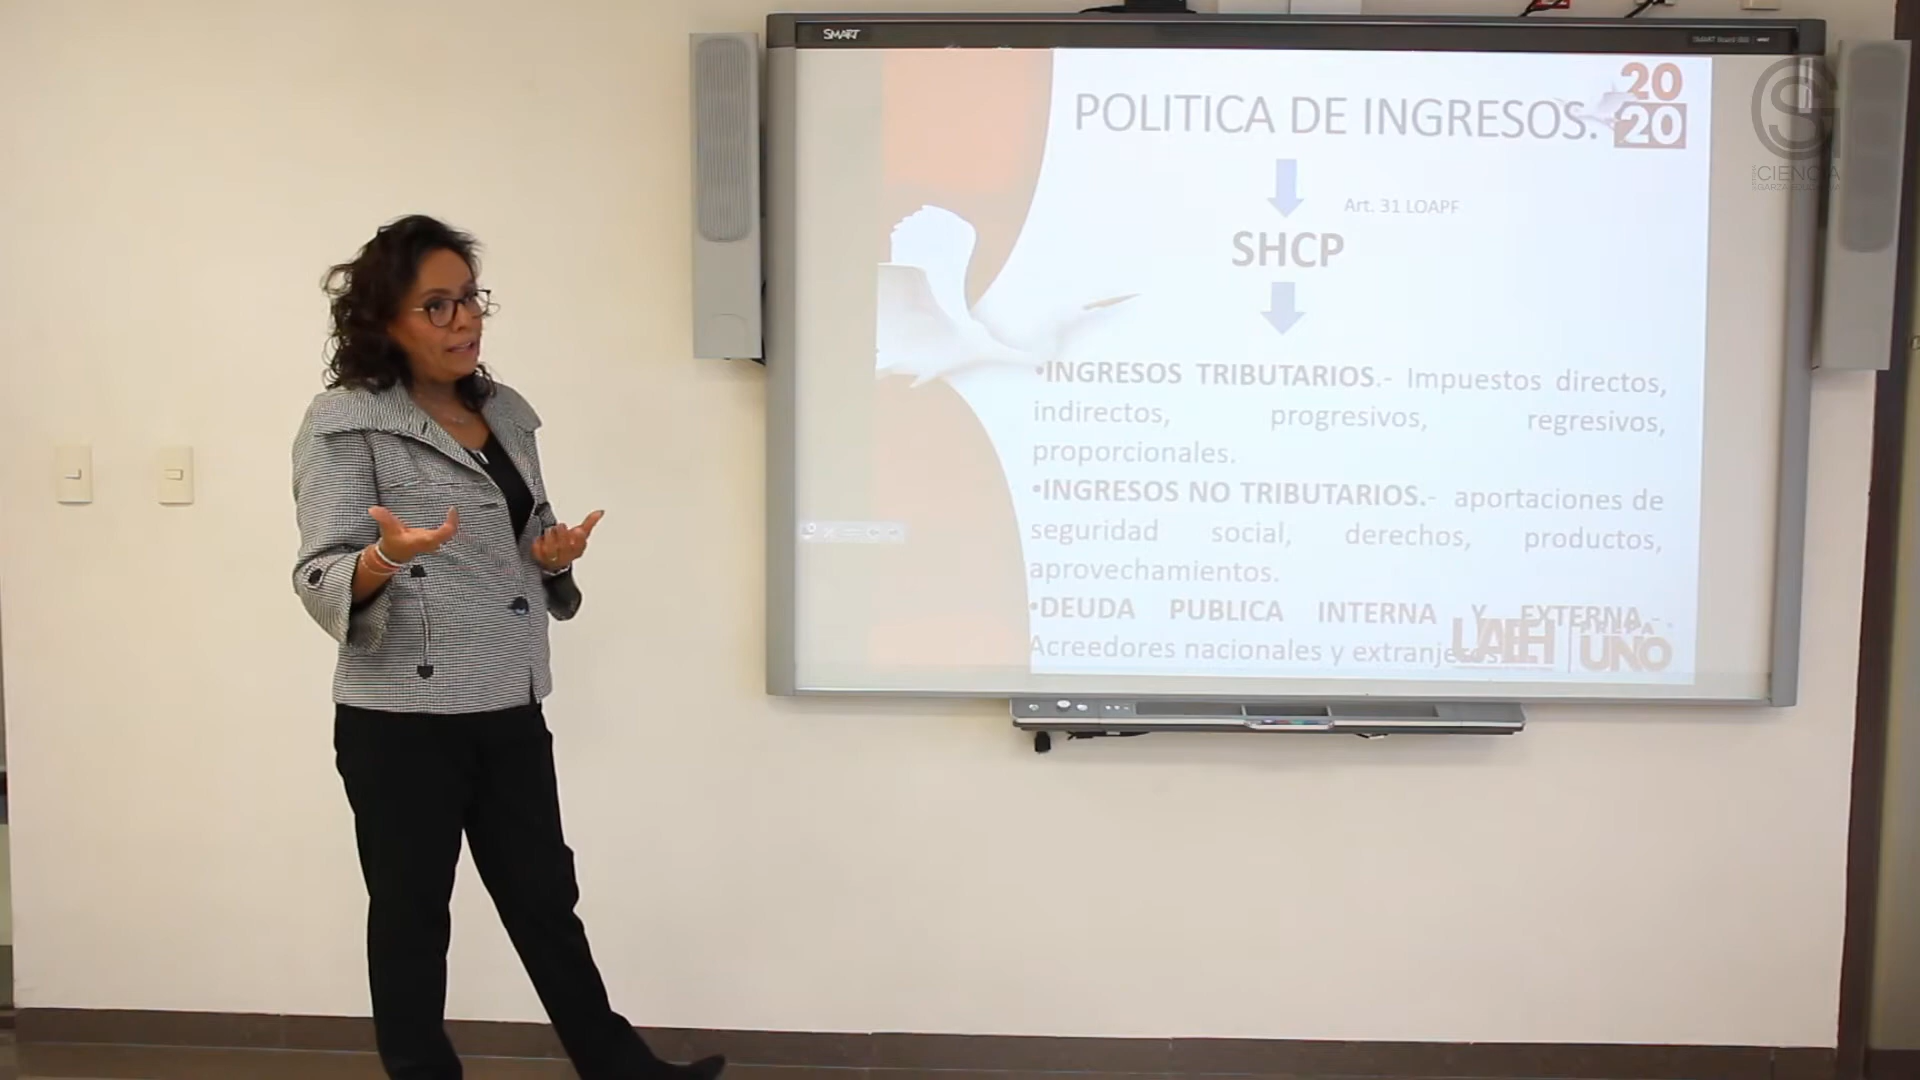 SMART
POLITICA DE INGRESOS.
20
20
CIENCIA
Art. 31 LOAPF
SHCP
•INGRESOS TRIBUTARIOS.- Impuestos directos,
indirectos, progresivos, regresivos,
proporcionales.
•INGRESOS NO TRIBUTARIOS.- aportaciones de
seguridad social, derechos, productos,
aprovechamientos.
•DEUDA PUBLICA INTERNA Y EXTERNA.-
Acreedores nacionales y extranjeros.
UAEH
UNO